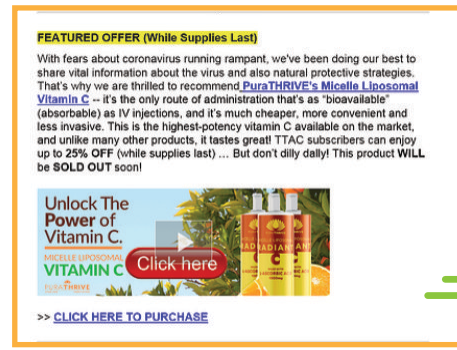 FEATURED OFFER (While Supplies Last)
With fears about coronavirus running rampant, we've been doing our best to
share vital information about the virus and also natural protective strategies.
That's why we are thrilled to recommend PuraTHRIVE's Micelle Liposomal
Vitamin C -- it's the only route of administration that's as "bioavailable"
(absorbable) as IV injections, and it's much cheaper, more convenient and
less invasive. This is the highest-potency vitamin C available on the market,
and unlike many other products, it tastes great! TTAC subscribers can enjoy
up to 25% OFF (while supplies last) ... But don't dilly dally! This product WILL
be SOLD OUT soon!
Unlock The
Power of
Vitamin C.
MICELLE LIPOSOMAL
VITAMIN C
PURATHRIVE
Click here
RADIANT
C
>> CLICK HERE TO PURCHASE